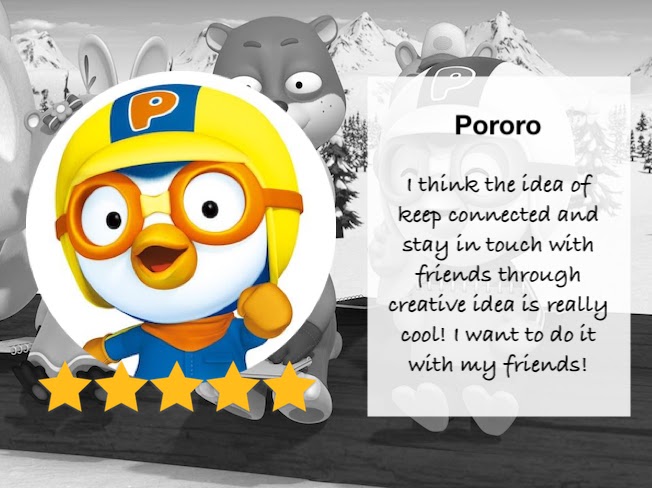 P
P
Pororo
I think the idea of
keep connected and
stay in touch with
friends through
creative idea is really
cool! I want to do it
with my friends!